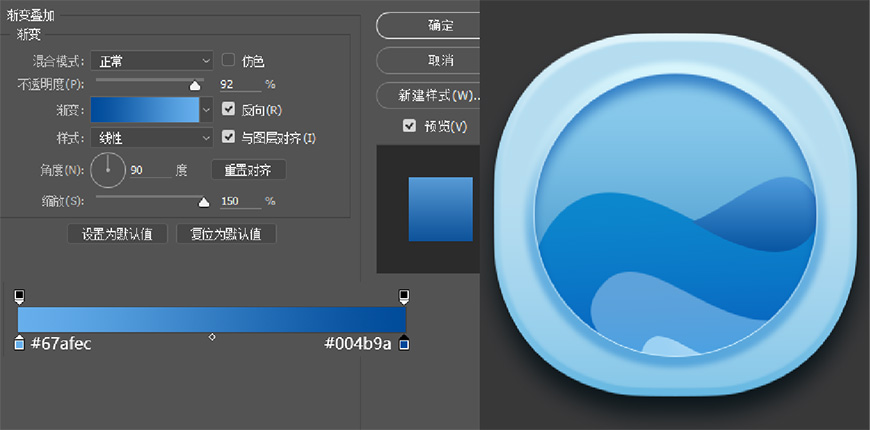 渐变叠加
渐变
混合模式: 正常 仿色
不透明度(P): 92 %
渐变: 反向(R)
样式: 线性 与图层对齐(I)
角度(N): 90 度 重置对齐
缩放(S): 150 %
设置为默认值 复位为默认值
确定
取消
新建样式(W)...
预览(V)
#67afec #004b9a